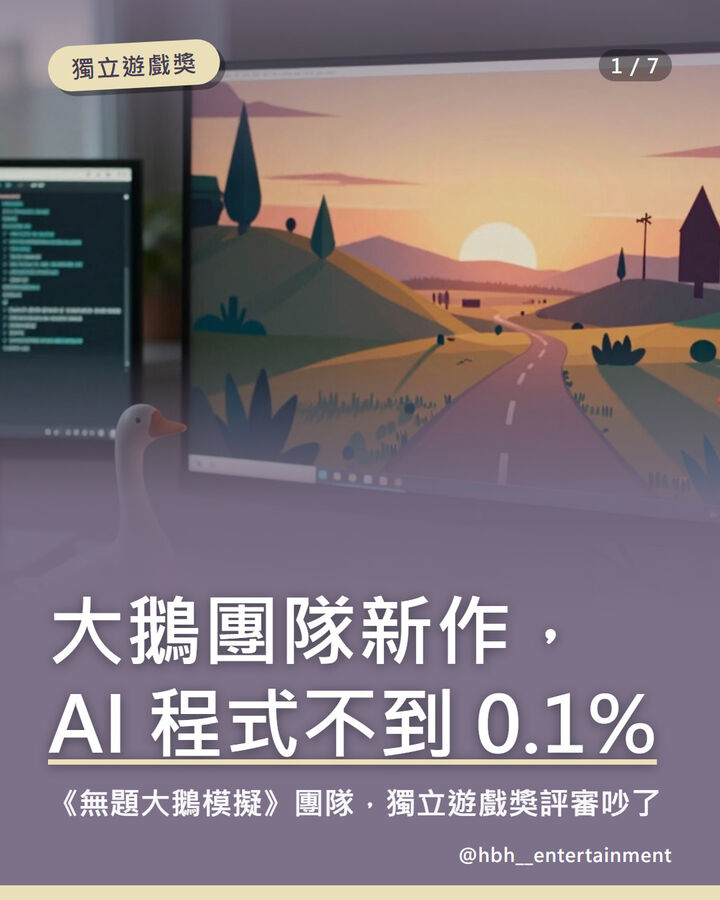 獨立遊戲獎
1 / 7
大鵝團隊新作，
AI 程式不到 0.1%
《無題大鵝模擬》團隊，獨立遊戲獎評審吵了
@hbh__entertainment